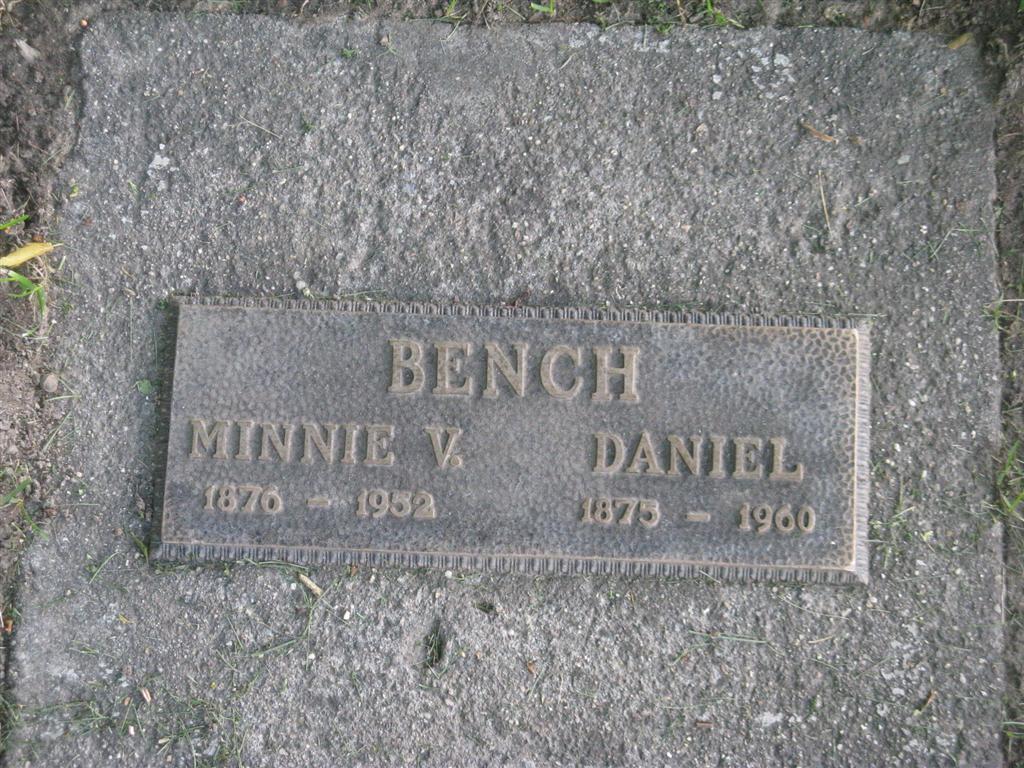 BENCH
MINNIE V. DANIEL
1876 - 1952 1875 - 1960